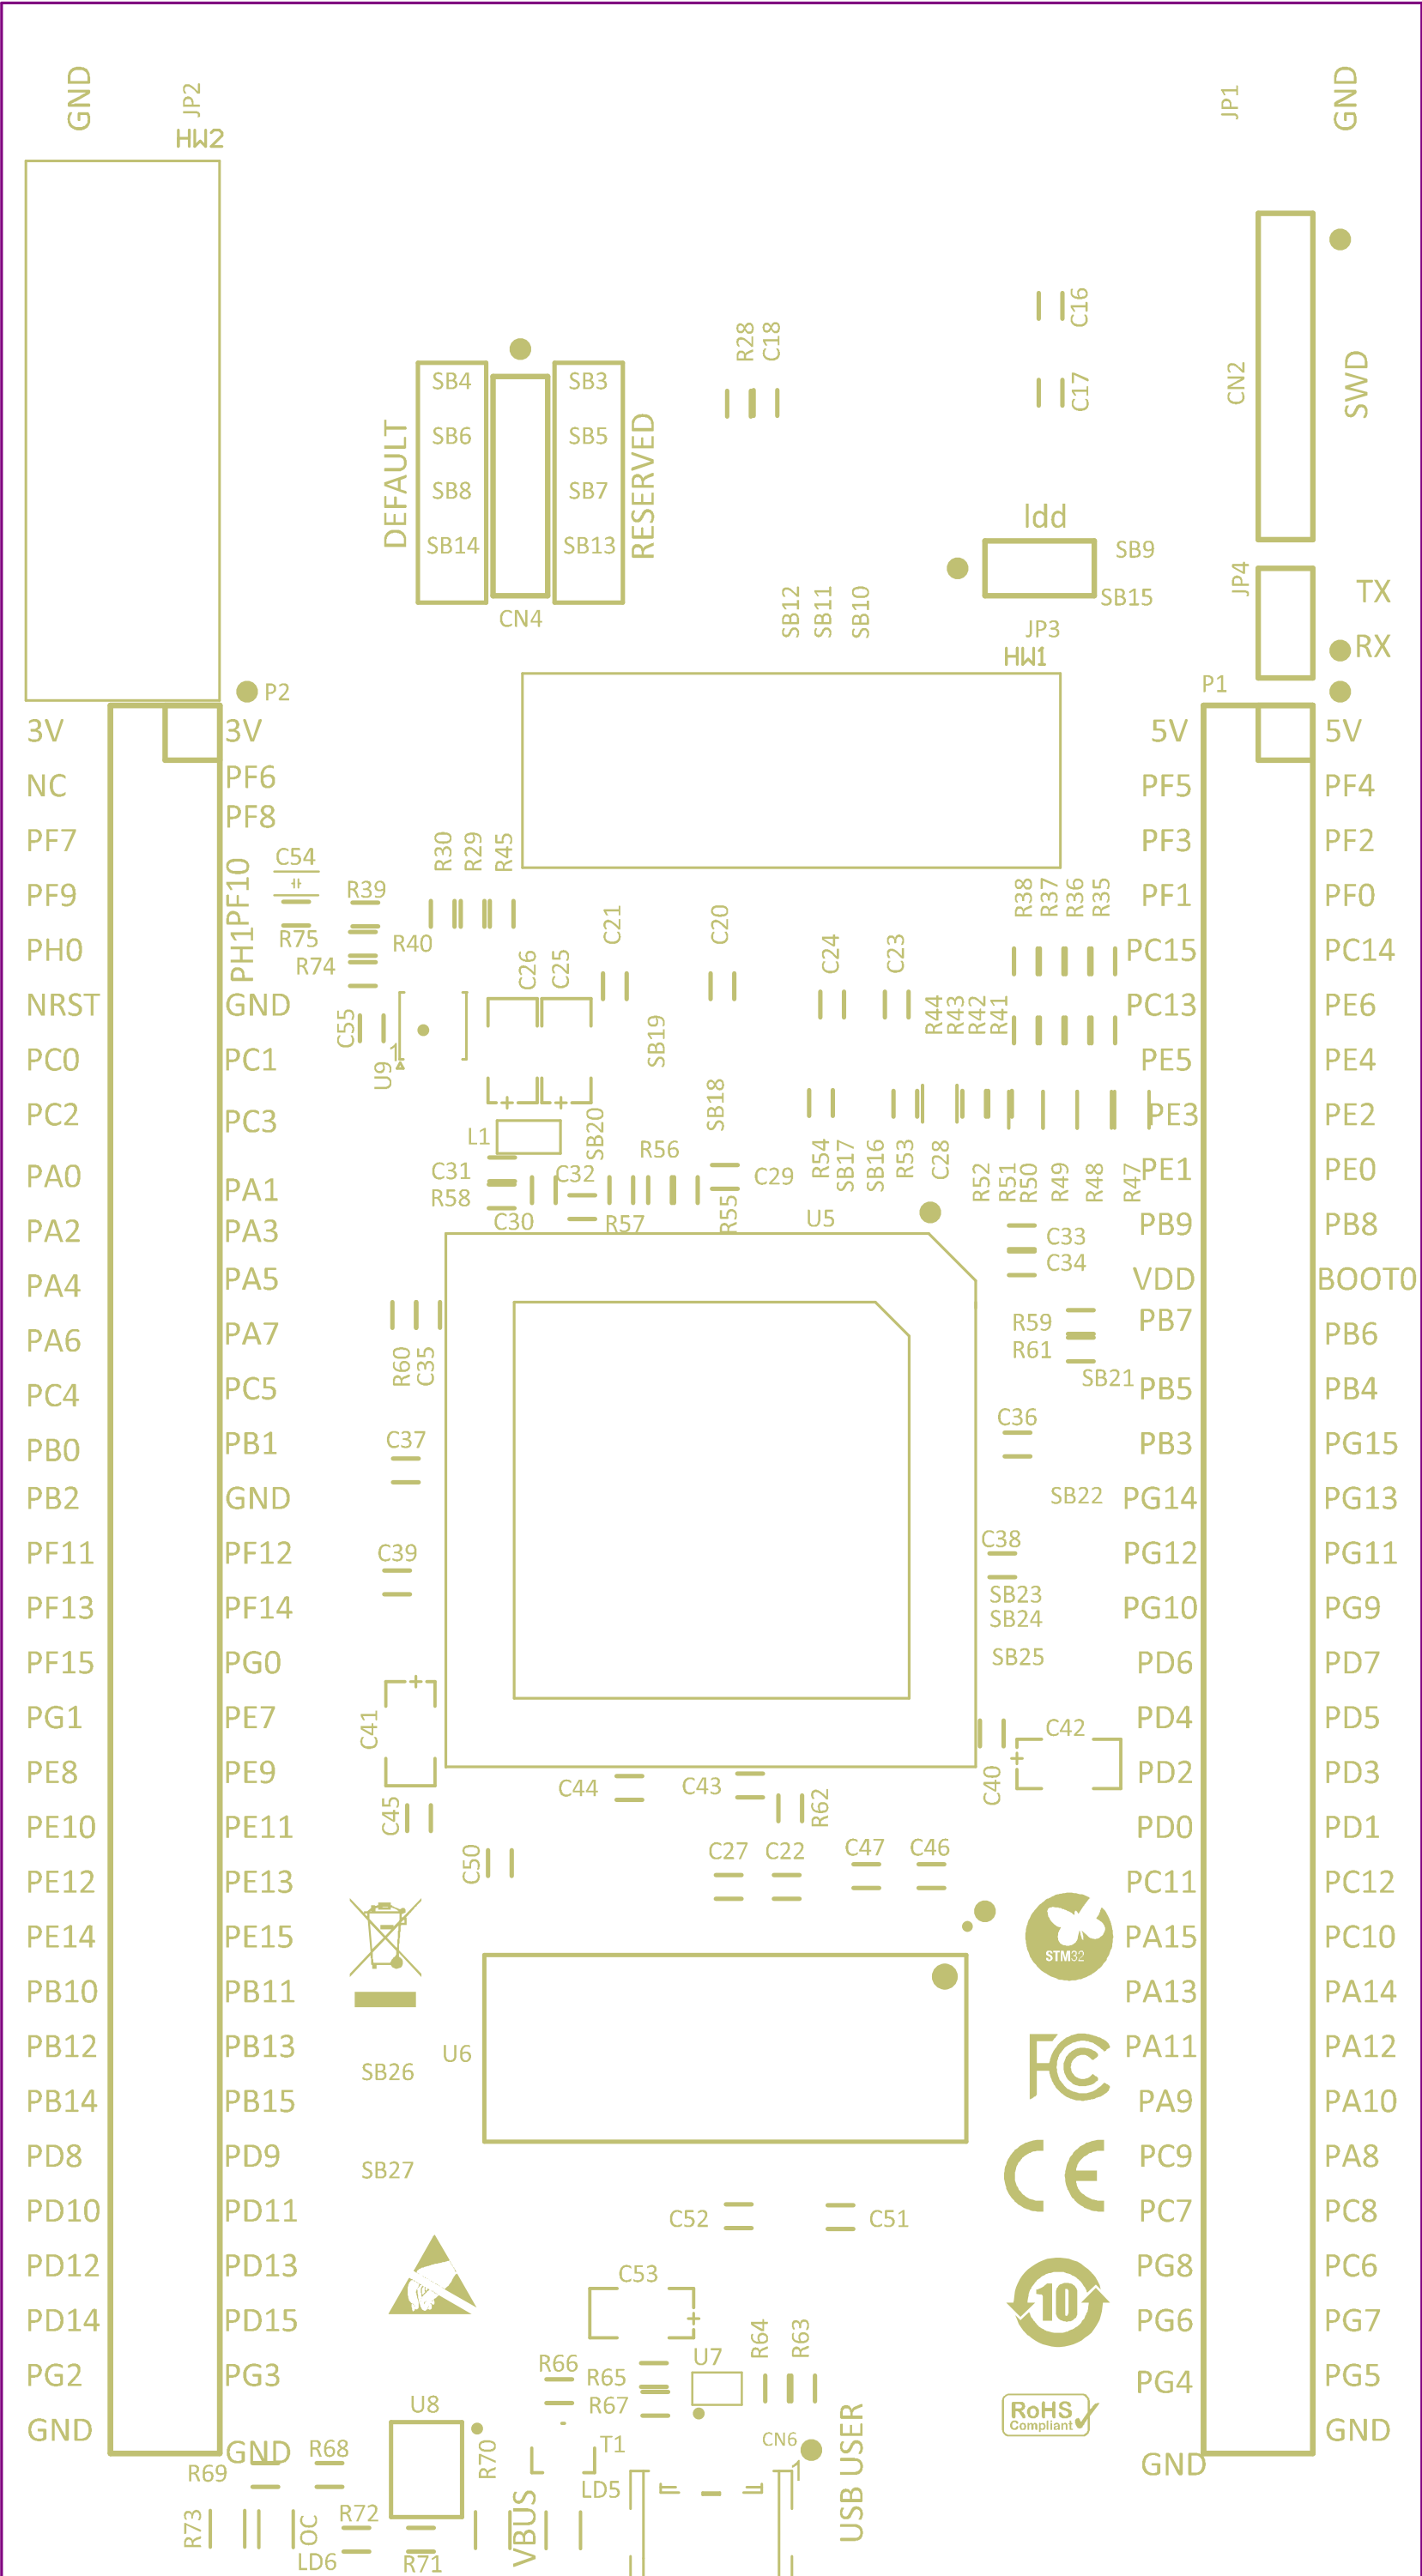 GND
JP2
JP1
GND
HW2
C16
R28
C18
C17
CN2
SWD
SB4
SB3
DEFAULT
SB6
SB5
RESERVED
SB8
SB7
SB14
SB13
Idd
SB9
JP4
TX
CN4
SB12
SB11
SB10
SB15
JP3
RX
HW1
P2
P1
3V
3V
5V
5V
NC
PF6
PF5
PF4
PF7
PF8
PF3
PF2
R30
R29
R45
C54
PF9
PF10
R39
R38
R37
R36
R35
PF1
PF0
C21
C20
C24
C23
PH0
PH1
R75
R40
PC15
PC14
R74
C26
C25
NRST
GND
C55
R44
R43
R42
R41
PC13
PE6
SB19
PC0
PC1
U9
1
PE5
PE4
PC2
PC3
SB18
PE3
PE2
L1
SB20
R56
R54
SB17
SB16
R53
C28
C31
C32
C29
PA0
PA1
R58
R52
R51
R50
R49
R48
R47
PE1
PE0
C30
R57
R55
U5
PA2
PA3
C33
PB9
PB8
C34
PA4
PA5
VDD
BOOT0
R59
PB7
PA6
PA7
R60
C35
R61
PB6
SB21
PC4
PC5
PB5
PB4
C36
C37
PB0
PB1
PB3
PG15
PB2
GND
SB22
PG14
PG13
C38
PF11
PF12
C39
PG12
PG11
SB23
PF13
PF14
SB24
PG10
PG9
PF15
PG0
SB25
PD6
PD7
PG1
PE7
C41
C42
PD4
PD5
PE8
PE9
C44
C43
C40
PD2
PD3
C45
R62
PE10
PE11
PD0
PD1
C50
C27
C22
C47
C46
PE12
PE13
PC11
PC12
PE14
PE15
STM32
PA15
PC10
PB10
PB11
PA13
PA14
PB12
PB13
U6
FC
PA11
PA12
SB26
PB14
PB15
PA9
PA10
PD8
PD9
SB27
CE
PC9
PA8
PD10
PD11
C52
C51
PC7
PC8
PD12
PD13
C53
PG8
PC6
PD14
PD15
10
PG6
PG7
R64
R63
PG2
PG3
R66
R65
U7
PG4
PG5
U8
R67
RoHS
Compliant
GND
GND
R68
R70
T1
CN6
USB USER
GND
GND
R69
LD5
1
R73
OC
R72
VBUS
LD6
R71